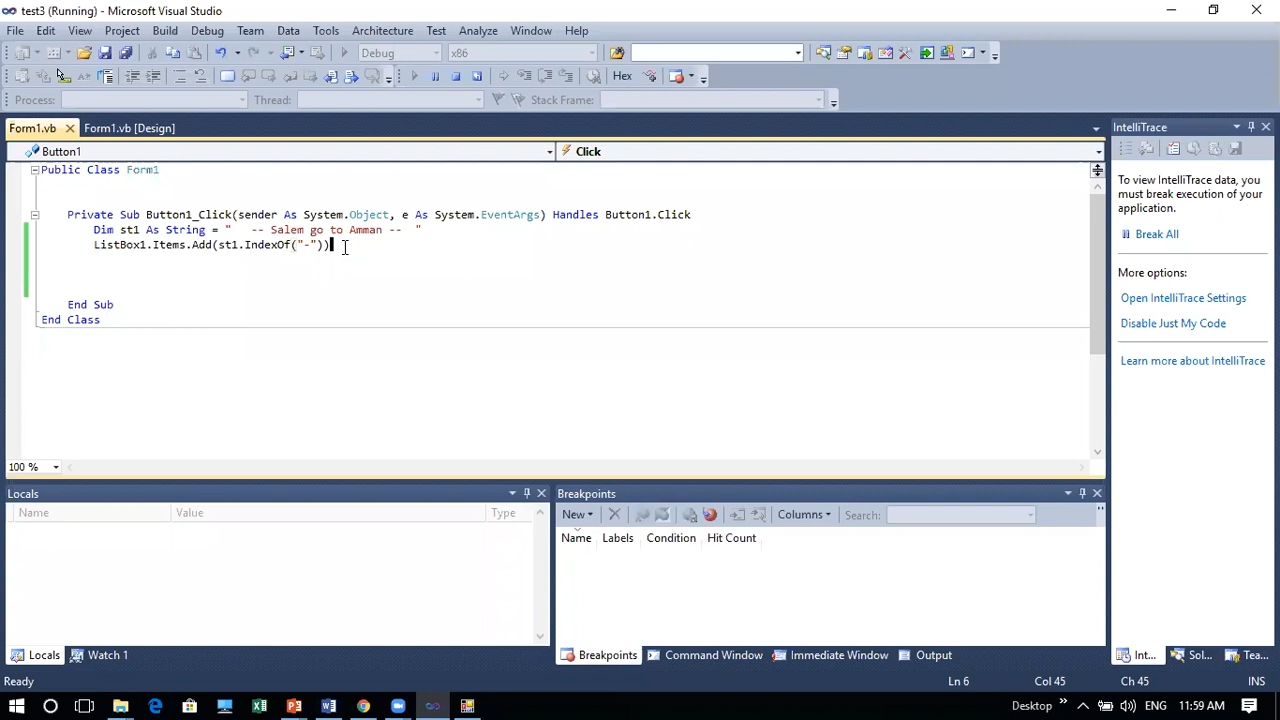 test3 (Running) - Microsoft Visual Studio
File Edit View Project Build Debug Team Data Tools Architecture Test Analyze Window Help
Debug x86
Hex
Process: Thread: Stack Frame:
Form1.vb Form1.vb [Design]
Button1 Click
Public Class Form1
Private Sub Button1_Click(sender As System.Object, e As System.EventArgs) Handles Button1.Click
Dim st1 As String = "   -- Salem go to Amman --  "
ListBox1.Items.Add(st1.IndexOf("-"))
End Sub
End Class
100 %
IntelliTrace
To view IntelliTrace data, you
must break execution of your
application.
Break All
More options:
Open IntelliTrace Settings
Disable Just My Code
Learn more about IntelliTrace
Locals
Name Value Type
Breakpoints
New Columns Search:
Name Labels Condition Hit Count
Locals Watch 1
Breakpoints Command Window Immediate Window Output
Int... Sol... Tea...
Ready Ln 6 Col 45 Ch 45 INS
Desktop 11:59 AM